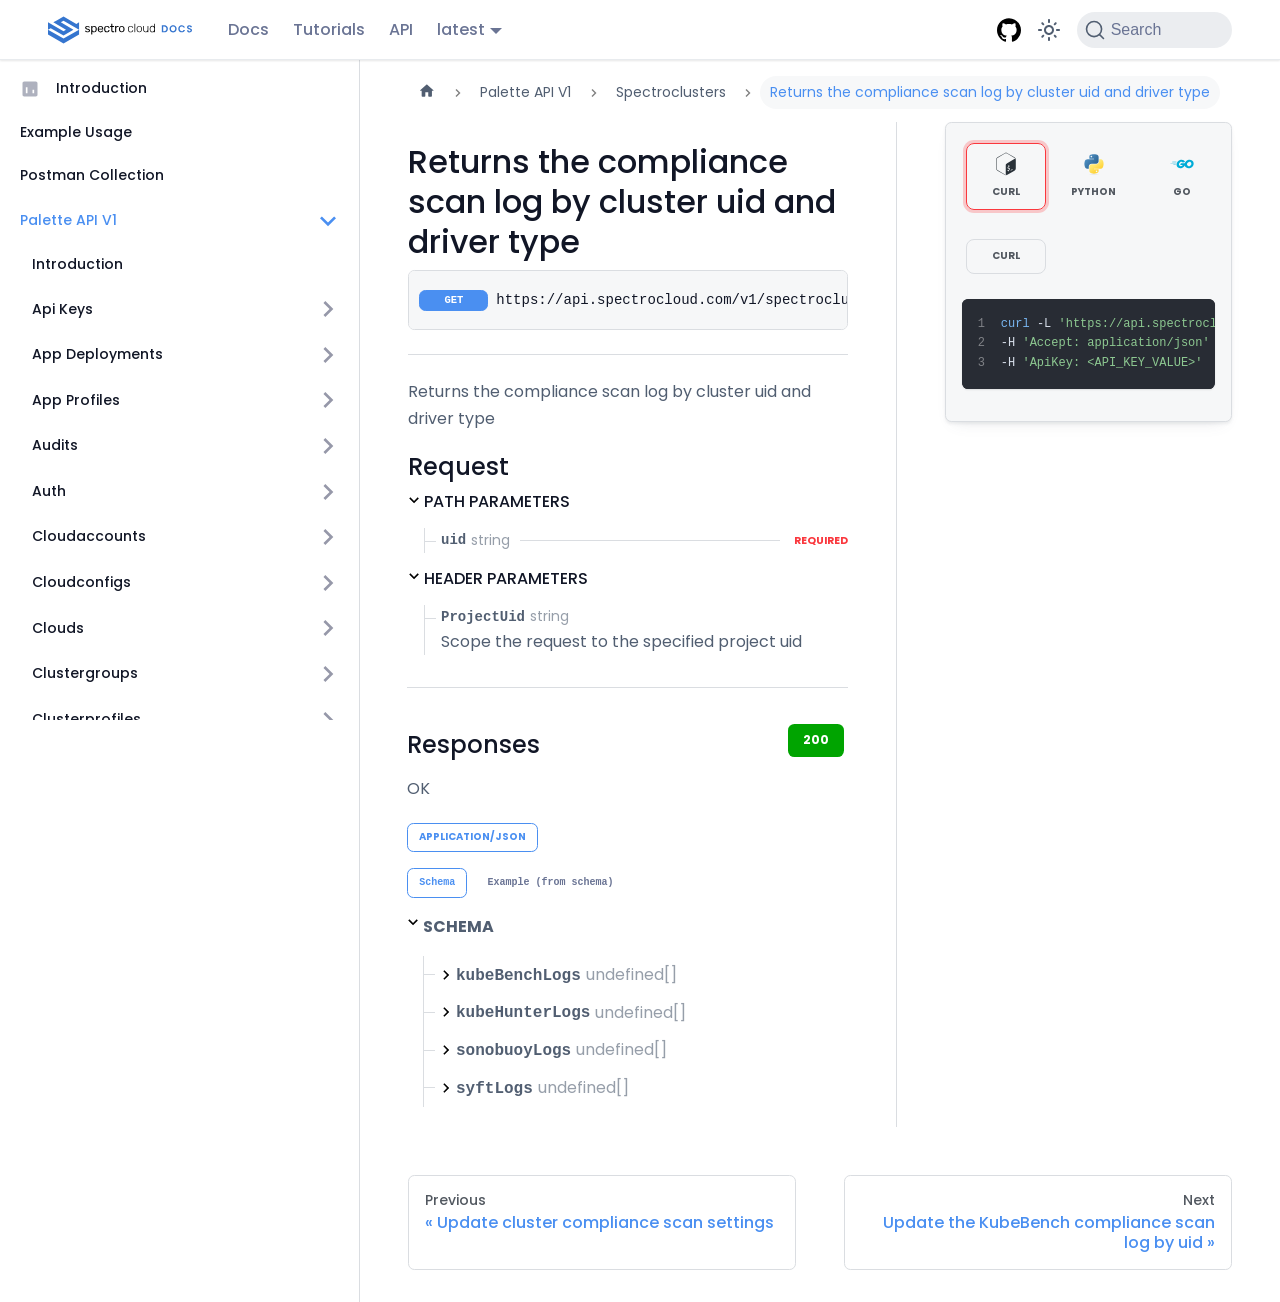 spectro cloud DOCS
Docs
Tutorials
API
latest
Search
Introduction
Example Usage
Postman Collection
Palette API V1
Introduction
Api Keys
App Deployments
App Profiles
Audits
Auth
Cloudaccounts
Cloudconfigs
Clouds
Clustergroups
Clusterprofiles
Palette API V1
Spectroclusters
Returns the compliance scan log by cluster uid and driver type
Returns the compliance
scan log by cluster uid and
driver type
GET https://api.spectrocloud.com/v1/spectroclu
Returns the compliance scan log by cluster uid and
driver type
Request
PATH PARAMETERS
uid string REQUIRED
HEADER PARAMETERS
ProjectUid string
Scope the request to the specified project uid
Responses
200
OK
APPLICATION/JSON
Schema
Example (from schema)
SCHEMA
kubeBenchLogs undefined[]
kubeHunterLogs undefined[]
sonobuoyLogs undefined[]
syftLogs undefined[]
CURL
PYTHON
GO
CURL
1 curl -L 'https://api.spectrocl
2 -H 'Accept: application/json'
3 -H 'ApiKey: <API_KEY_VALUE>'
Previous
« Update cluster compliance scan settings
Next
Update the KubeBench compliance scan
log by uid »